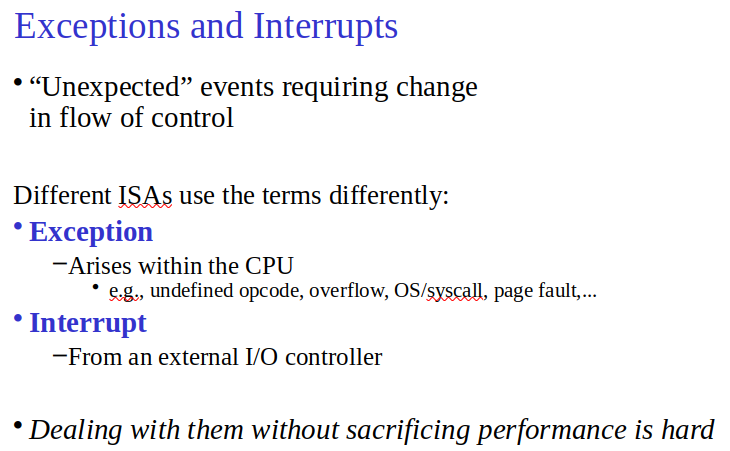 Exceptions and Interrupts
• “Unexpected” events requiring change
in flow of control
Different ISAs use the terms differently:
• Exception
–Arises within the CPU
• e.g., undefined opcode, overflow, OS/syscall, page fault,...
• Interrupt
–From an external I/O controller
• Dealing with them without sacrificing performance is hard